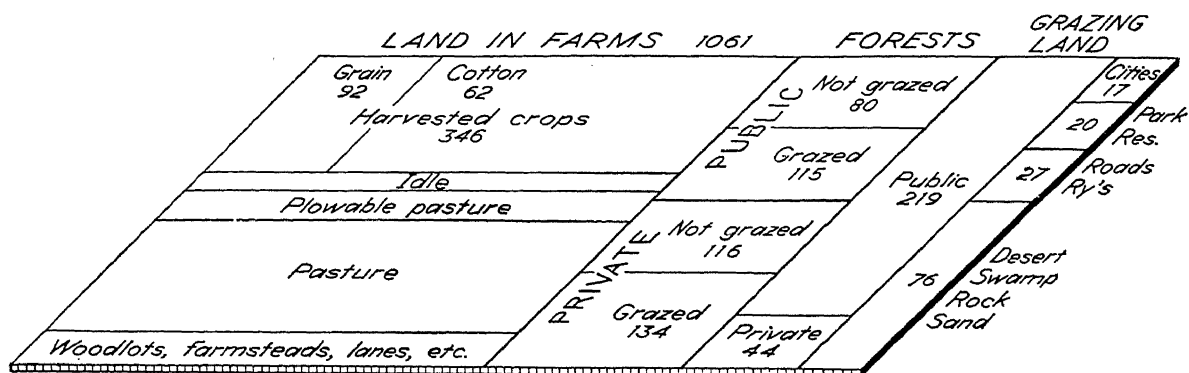 LAND IN FARMS 1061
FORESTS
GRAZING
LAND
Grain
92
Cotton
62
Harvested crops
346
Idle
Plowable pasture
Pasture
Woodlots, farmsteads, lanes, etc.
PUBLIC
Not grazed
80
Grazed
115
PRIVATE
Not grazed
116
Grazed
134
Public
219
Private
44
Cities
17
20
Park
Res.
27
Roads
Ry's
76
Desert
Swamp
Rock
Sand